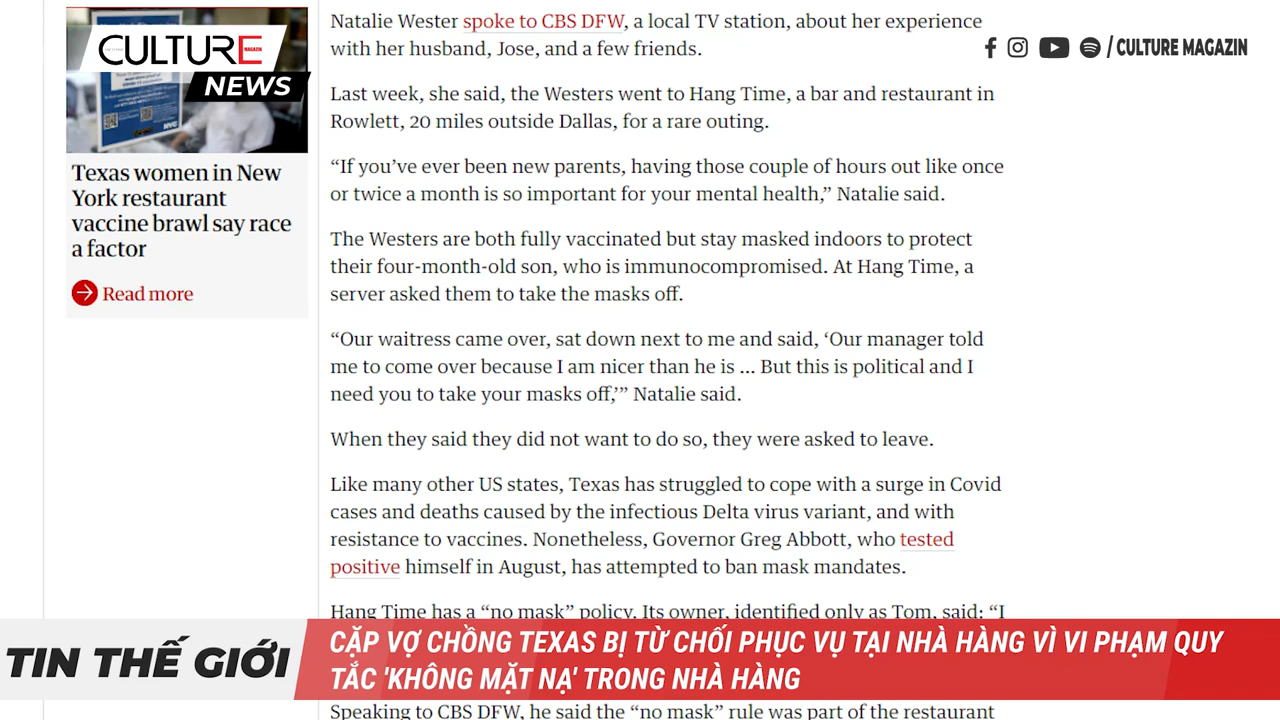 CULTURE
MAGAZIN
NEWS
/ CULTURE MAGAZIN
Texas women in New
York restaurant
vaccine brawl say race
a factor
Read more
Natalie Wester spoke to CBS DFW, a local TV station, about her experience
with her husband, Jose, and a few friends.
Last week, she said, the Westers went to Hang Time, a bar and restaurant in
Rowlett, 20 miles outside Dallas, for a rare outing.
“If you’ve ever been new parents, having those couple of hours out like once
or twice a month is so important for your mental health,” Natalie said.
The Westers are both fully vaccinated but stay masked indoors to protect
their four-month-old son, who is immunocompromised. At Hang Time, a
server asked them to take the masks off.
“Our waitress came over, sat down next to me and said, ‘Our manager told
me to come over because I am nicer than he is ... But this is political and I
need you to take your masks off,’” Natalie said.
When they said they did not want to do so, they were asked to leave.
Like many other US states, Texas has struggled to cope with a surge in Covid
cases and deaths caused by the infectious Delta virus variant, and with
resistance to vaccines. Nonetheless, Governor Greg Abbott, who tested
positive himself in August, has attempted to ban mask mandates.
Hang Time has a “no mask” policy. Its owner, identified only as Tom, said: “I
TIN THẾ GIỚI
CẶP VỢ CHỒNG TEXAS BỊ TỪ CHỐI PHỤC VỤ TẠI NHÀ HÀNG VÌ VI PHẠM QUY
TẮC 'KHÔNG MẶT NẠ' TRONG NHÀ HÀNG
Speaking to CBS DFW, he said the “no mask” rule was part of the restaurant